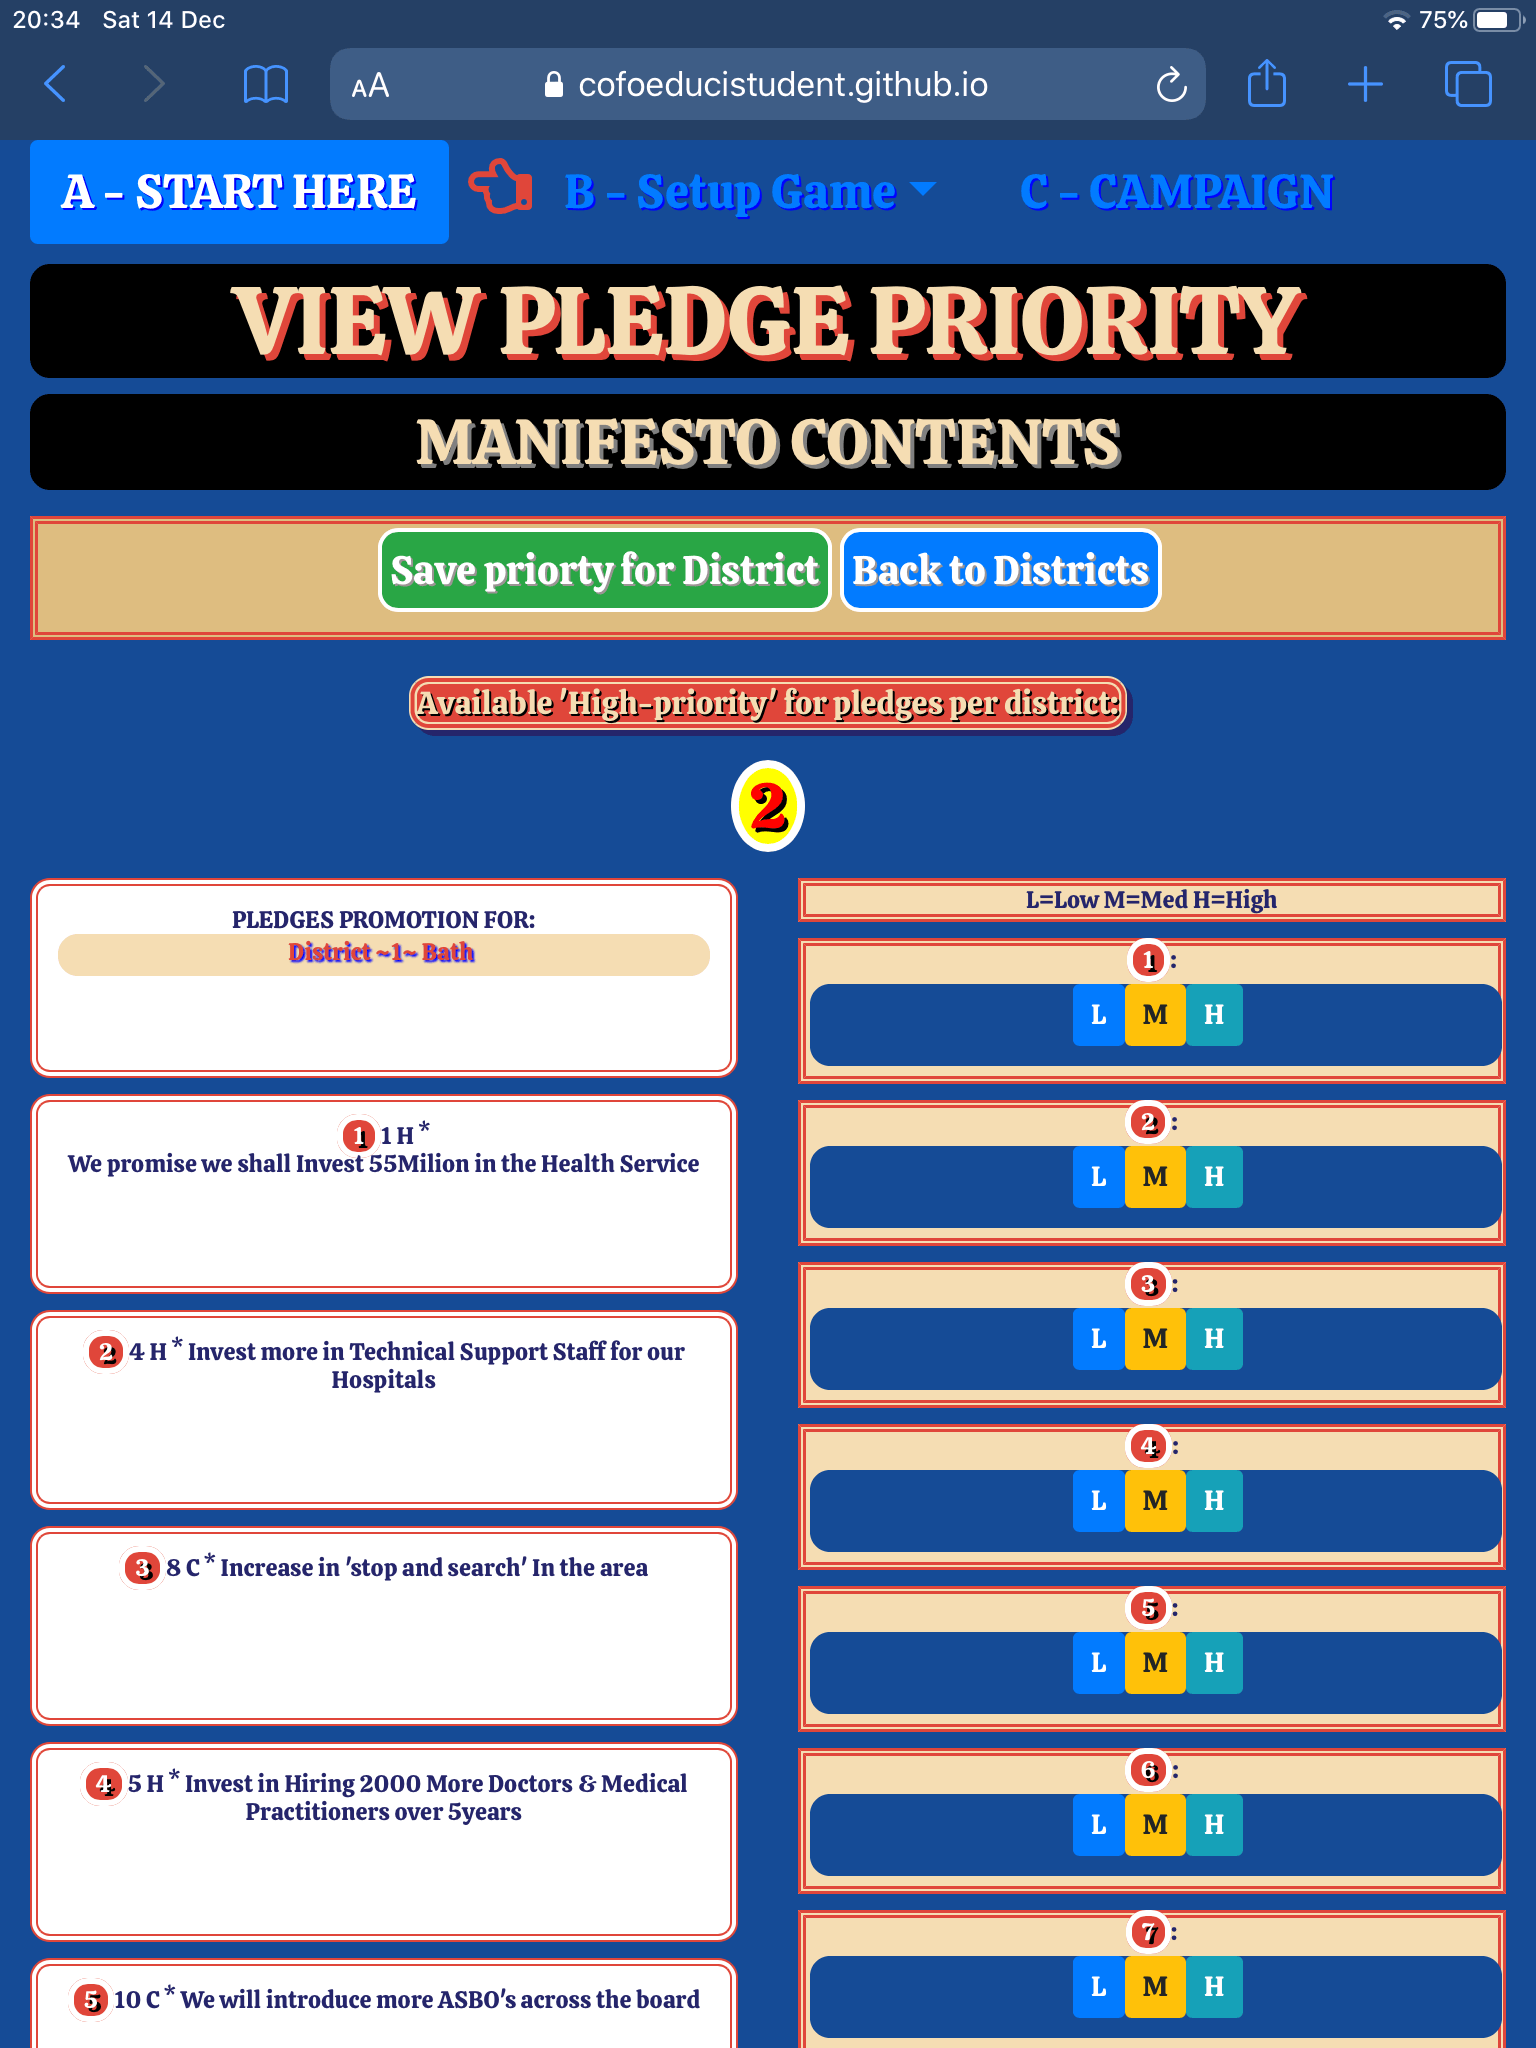 20:34 Sat 14 Dec
75%
AA
cofoeducistudent.github.io
A - START HERE
B - Setup Game
C - CAMPAIGN
VIEW PLEDGE PRIORITY
MANIFESTO CONTENTS
Save priorty for District
Back to Districts
Available 'High-priority' for pledges per district:
2
PLEDGES PROMOTION FOR:
District ~1~ Bath
1 1 H *
We promise we shall Invest 55Milion in the Health Service
2 4 H * Invest more in Technical Support Staff for our
Hospitals
3 8 C * Increase in 'stop and search' In the area
4 5 H * Invest in Hiring 2000 More Doctors & Medical
Practitioners over 5years
5 10 C * We will introduce more ASBO's across the board
L=Low M=Med H=High
1 :
L M H
2 :
L M H
3 :
L M H
4 :
L M H
5 :
L M H
6 :
L M H
7 :
L M H